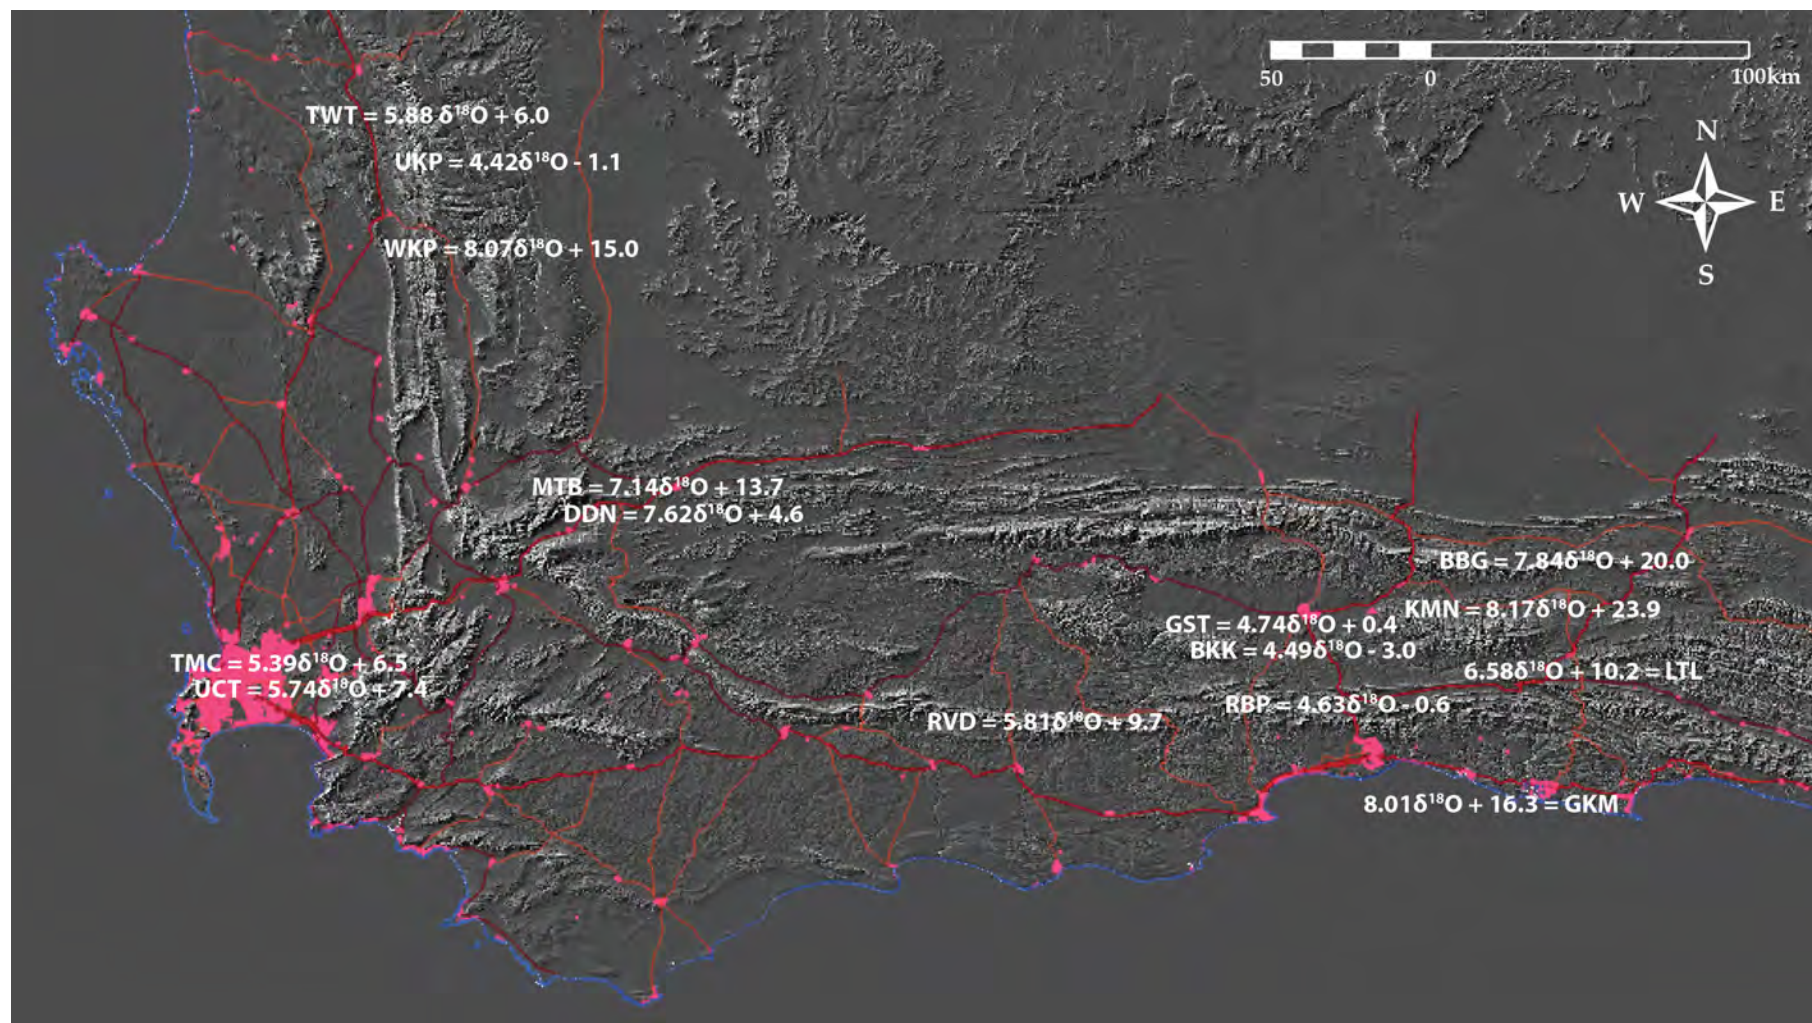 50 0 100km
N
W E
S
TWT = 5.88 δ¹⁸O + 6.0
UKP = 4.42δ¹⁸O - 1.1
WKP = 8.07δ¹⁸O + 15.0
MTB = 7.14δ¹⁸O + 13.7
DDN = 7.62δ¹⁸O + 4.6
BBG = 7.84δ¹⁸O + 20.0
KMN = 8.17δ¹⁸O + 23.9
GST = 4.74δ¹⁸O + 0.4
BKK = 4.49δ¹⁸O - 3.0
TMC = 5.39δ¹⁸O + 6.5
UCT = 5.74δ¹⁸O + 7.4
6.58δ¹⁸O + 10.2 = LTL
RBP = 4.63δ¹⁸O - 0.6
RVD = 5.81δ¹⁸O + 9.7
8.01δ¹⁸O + 16.3 = GKM